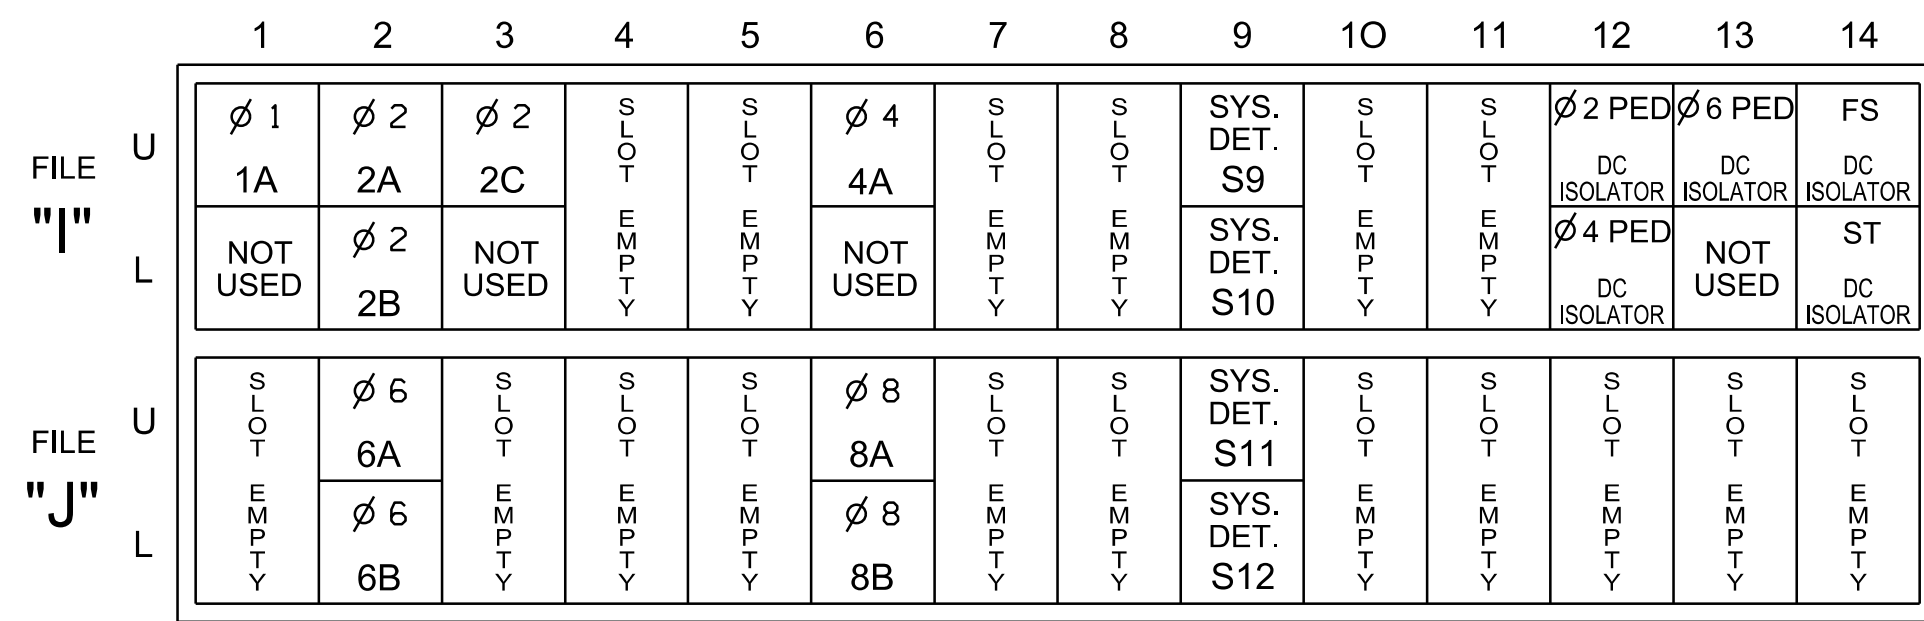 1 2 3 4 5 6 7 8 9 10 11 12 13 14
FILE "I"
U
Ø 1 1A
Ø 2 2A
Ø 2 2C
SLOT EMPTY
SLOT EMPTY
Ø 4 4A
SLOT EMPTY
SLOT EMPTY
SYS. DET. S9
SLOT EMPTY
SLOT EMPTY
Ø 2 PED DC ISOLATOR
Ø 6 PED DC ISOLATOR
FS DC ISOLATOR
L
NOT USED
Ø 2 2B
NOT USED
NOT USED
SYS. DET. S10
Ø 4 PED DC ISOLATOR
NOT USED
ST DC ISOLATOR
FILE "J"
U
SLOT EMPTY
Ø 6 6A
SLOT EMPTY
SLOT EMPTY
SLOT EMPTY
Ø 8 8A
SLOT EMPTY
SLOT EMPTY
SYS. DET. S11
SLOT EMPTY
SLOT EMPTY
SLOT EMPTY
SLOT EMPTY
SLOT EMPTY
L
Ø 6 6B
Ø 8 8B
SYS. DET. S12